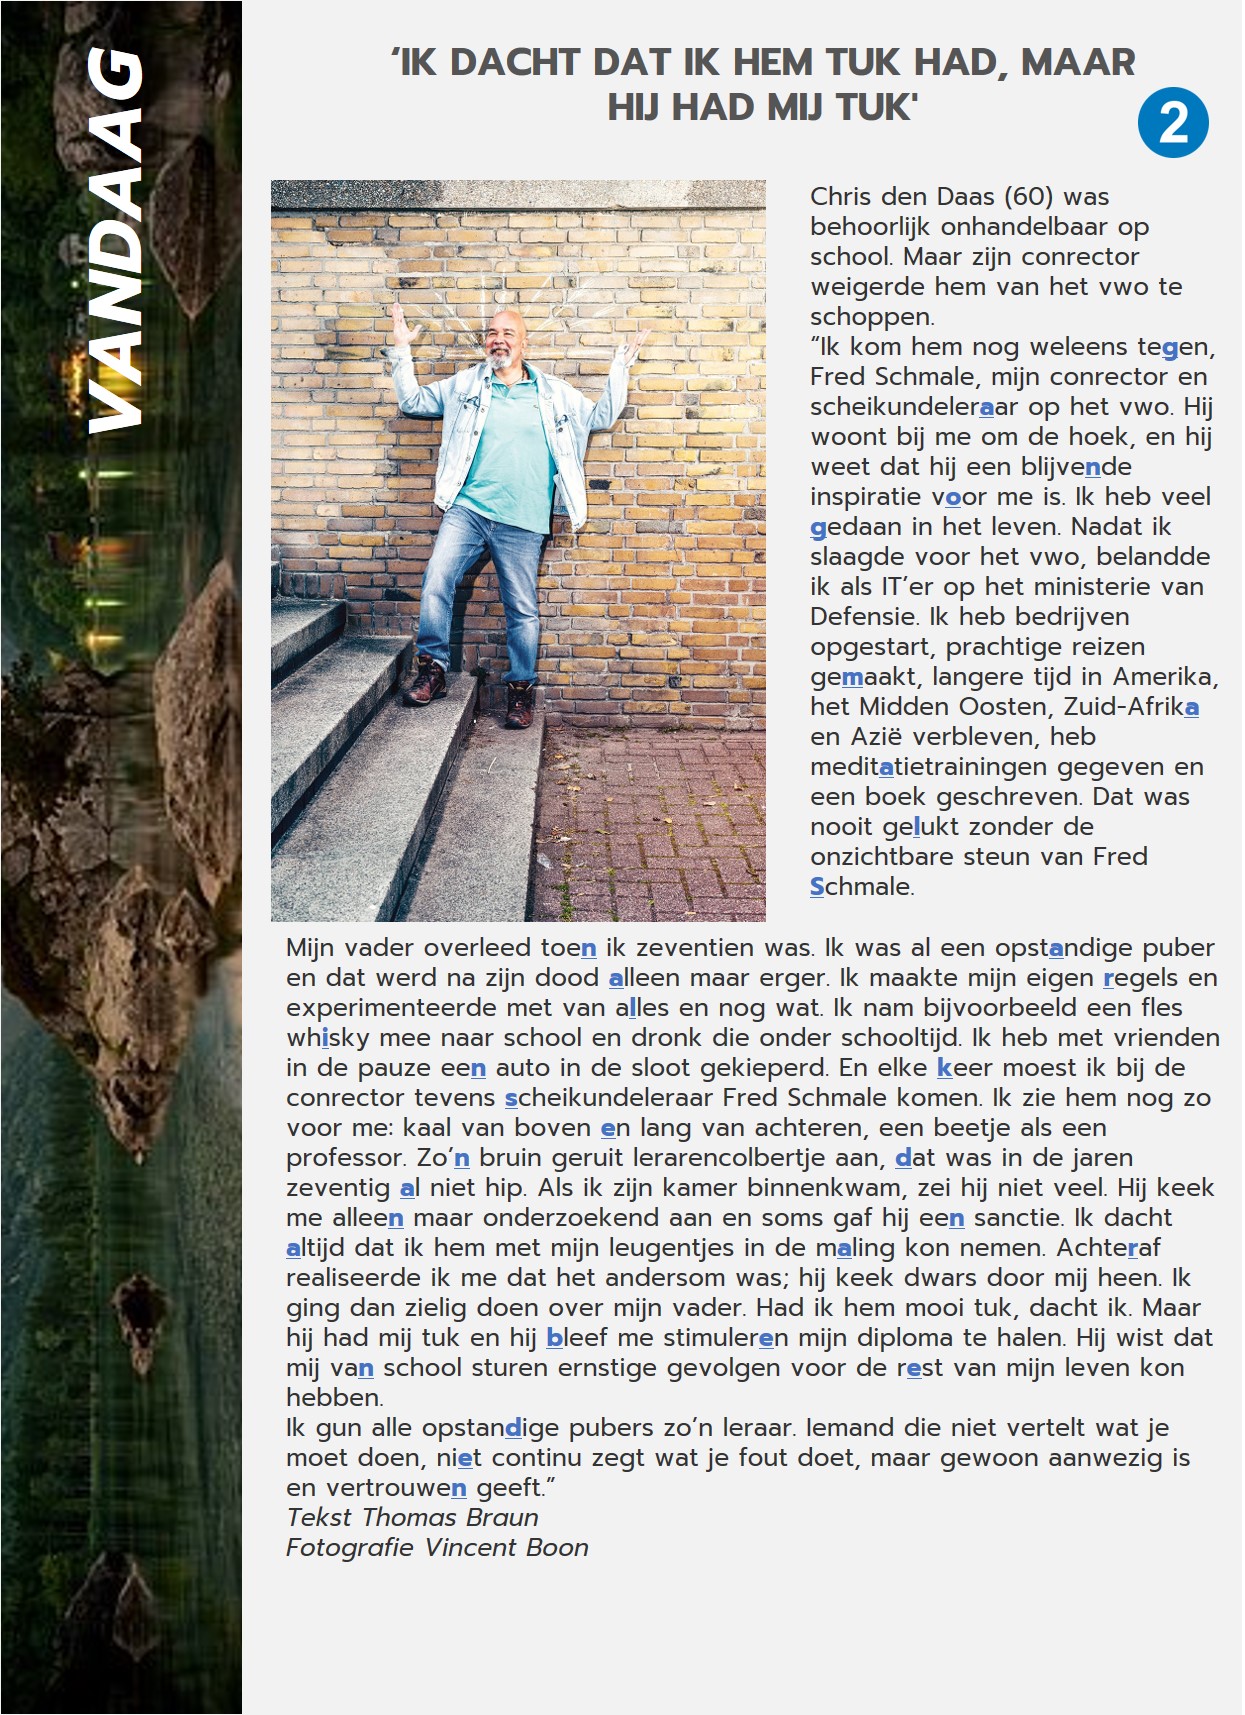 VANDAAG
‘IK DACHT DAT IK HEM TUK HAD, MAAR
HIJ HAD MIJ TUK'
2
Chris den Daas (60) was
behoorlijk onhandelbaar op
school. Maar zijn conrector
weigerde hem van het vwo te
schoppen.
“Ik kom hem nog weleens tegen,
Fred Schmale, mijn conrector en
scheikundeleraaar op het vwo. Hij
woont bij me om de hoek, en hij
weet dat hij een blijvende
inspiratie voor me is. Ik heb veel
gedaan in het leven. Nadat ik
slaagde voor het vwo, belandde
ik als IT’er op het ministerie van
Defensie. Ik heb bedrijven
opgestart, prachtige reizen
gemaakt, langere tijd in Amerika,
het Midden Oosten, Zuid-Afrika
en Azië verbleven, heb
meditatietrainingen gegeven en
een boek geschreven. Dat was
nooit gelukt zonder de
onzichtbare steun van Fred
Schmale.
Mijn vader overleed toen ik zeventien was. Ik was al een opstandige puber
en dat werd na zijn dood alleen maar erger. Ik maakte mijn eigen regels en
experimenteerde met van alles en nog wat. Ik nam bijvoorbeeld een fles
whisky mee naar school en dronk die onder schooltijd. Ik heb met vrienden
in de pauze een auto in de sloot gekieperd. En elke keer moest ik bij de
conrector tevens scheikundeleraar Fred Schmale komen. Ik zie hem nog zo
voor me: kaal van boven en lang van achteren, een beetje als een
professor. Zo’n bruin geruit lerarencolbertje aan, dat was in de jaren
zeventig al niet hip. Als ik zijn kamer binnenkwam, zei hij niet veel. Hij keek
me alleen maar onderzoekend aan en soms gaf hij een sanctie. Ik dacht
altijd dat ik hem met mijn leugentjes in de maling kon nemen. Achteraf
realiseerde ik me dat het andersom was; hij keek dwars door mij heen. Ik
ging dan zielig doen over mijn vader. Had ik hem mooi tuk, dacht ik. Maar
hij had mij tuk en hij bleef me stimuleren mijn diploma te halen. Hij wist dat
mij van school sturen ernstige gevolgen voor de rest van mijn leven kon
hebben.
Ik gun alle opstandige pubers zo’n leraar. Iemand die niet vertelt wat je
moet doen, niet continu zegt wat je fout doet, maar gewoon aanwezig is
en vertrouwen geeft.”
Tekst Thomas Braun
Fotografie Vincent Boon